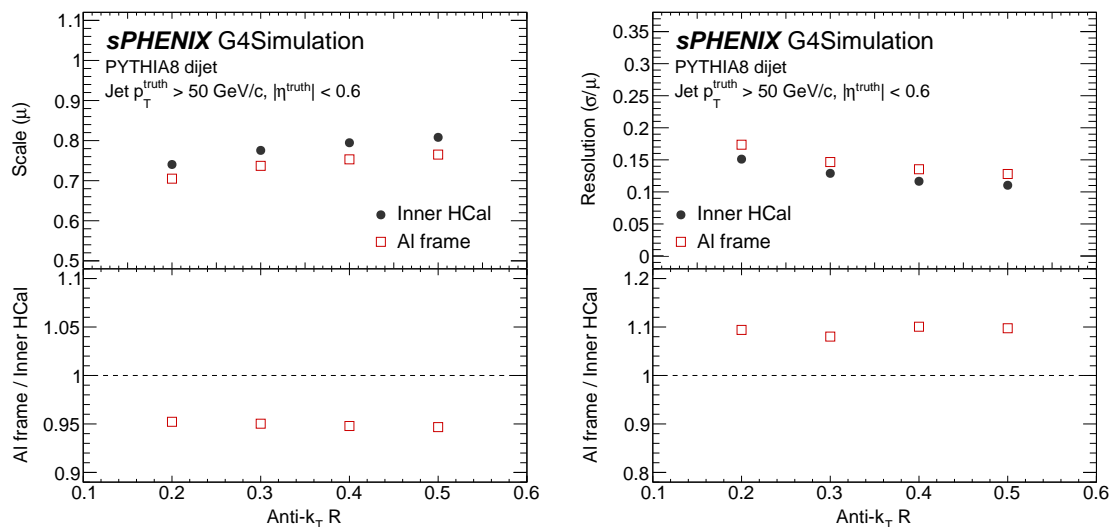 sPHENIX G4Simulation
PYTHIA8 dijet
Jet p_T^truth > 50 GeV/c, |η^truth| < 0.6
Scale (μ)
1.1
1
0.9
0.8
0.7
0.6
0.5
Inner HCal
Al frame
Al frame / Inner HCal
1.1
1.05
1
0.95
0.9
0.1 0.2 0.3 0.4 0.5 0.6
Anti-k_T R
sPHENIX G4Simulation
PYTHIA8 dijet
Jet p_T^truth > 50 GeV/c, |η^truth| < 0.6
Resolution (σ/μ)
0.35
0.3
0.25
0.2
0.15
0.1
0.05
0
Inner HCal
Al frame
Al frame / Inner HCal
1.2
1.1
1
0.9
0.8
0.1 0.2 0.3 0.4 0.5 0.6
Anti-k_T R